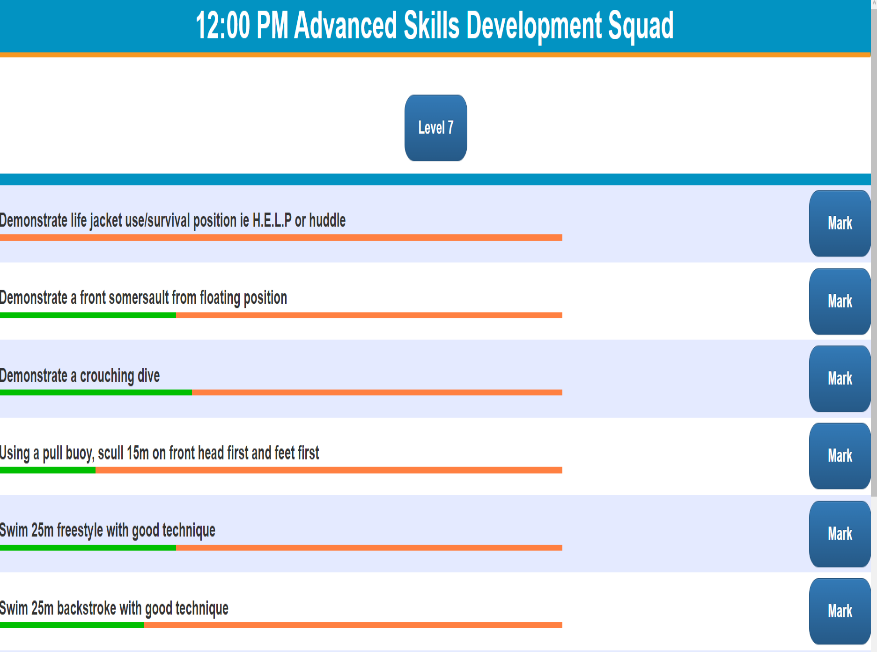 12:00 PM Advanced Skills Development Squad
Level 7
Demonstrate life jacket use/survival position ie H.E.L.P or huddle
Mark
Demonstrate a front somersault from floating position
Mark
Demonstrate a crouching dive
Mark
Using a pull buoy, scull 15m on front head first and feet first
Mark
Swim 25m freestyle with good technique
Mark
Swim 25m backstroke with good technique
Mark